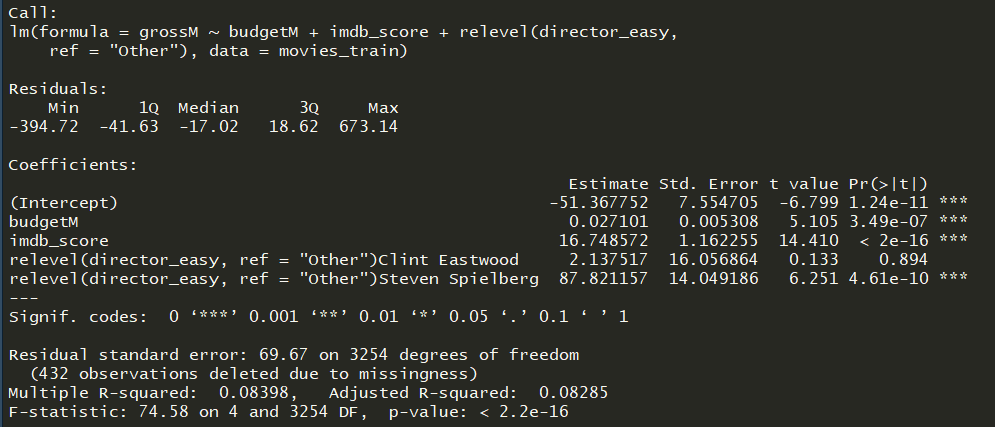 Call:
lm(formula = grossM ~ budgetM + imdb_score + relevel(director_easy,
    ref = "Other"), data = movies_train)

Residuals:
    Min      1Q  Median      3Q     Max
-394.72  -41.63  -17.02   18.62  673.14

Coefficients:
                                                 Estimate Std. Error t value Pr(>|t|)
(Intercept)                                    -51.367752   7.554705  -6.799 1.24e-11 ***
budgetM                                          0.027101   0.005308   5.105 3.49e-07 ***
imdb_score                                      16.748572   1.162255  14.410  < 2e-16 ***
relevel(director_easy, ref = "Other")Clint Eastwood    2.137517  16.056864   0.133    0.894
relevel(director_easy, ref = "Other")Steven Spielberg 87.821157  14.049186   6.251 4.61e-10 ***
---
Signif. codes:  0 ‘***’ 0.001 ‘**’ 0.01 ‘*’ 0.05 ‘.’ 0.1 ‘ ’ 1

Residual standard error: 69.67 on 3254 degrees of freedom
  (432 observations deleted due to missingness)
Multiple R-squared:  0.08398,	Adjusted R-squared:  0.08285
F-statistic: 74.58 on 4 and 3254 DF,  p-value: < 2.2e-16